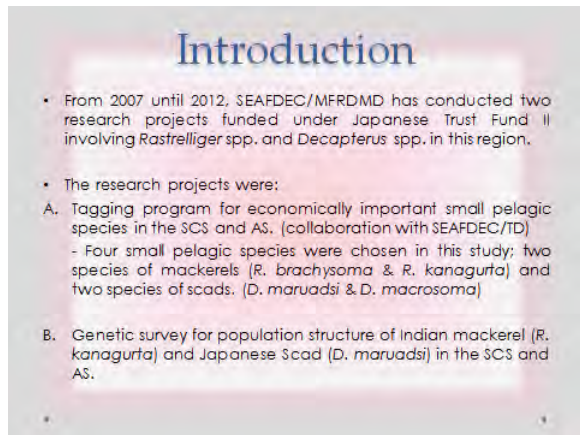 Introduction
• From 2007 until 2012, SEAFDEC/MFRDMD has conducted two
research projects funded under Japanese Trust Fund II
involving Rastrelliger spp. and Decapterus spp. in this region.
• The research projects were:
A. Tagging program for economically important small pelagic
species in the SCS and AS. (collaboration with SEAFDEC/TD)
- Four small pelagic species were chosen in this study; two
species of mackerels (R. brachysoma & R. kanagurta) and
two species of scads. (D. maruadsi & D. macrosoma)
B. Genetic survey for population structure of Indian mackerel (R.
kanagurta) and Japanese Scad (D. maruadsi) in the SCS and
AS.